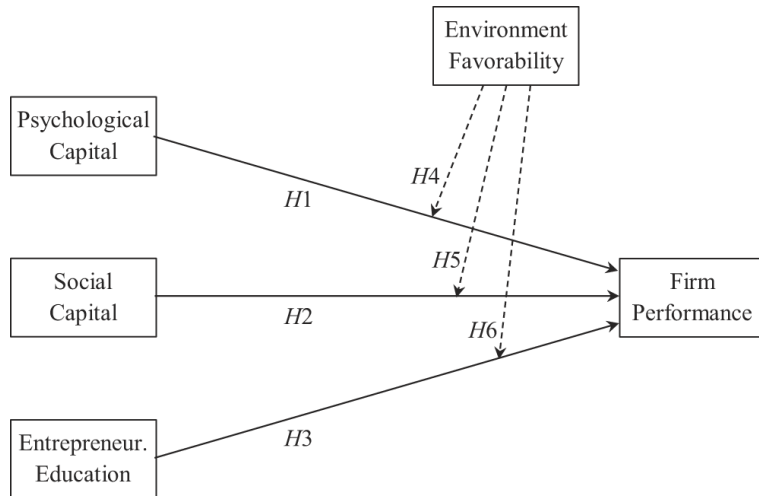 Environment
Favorability
Psychological
Capital
H4
H1
H5
Social
Capital
H2
Firm
Performance
H6
H3
Entrepreneur.
Education